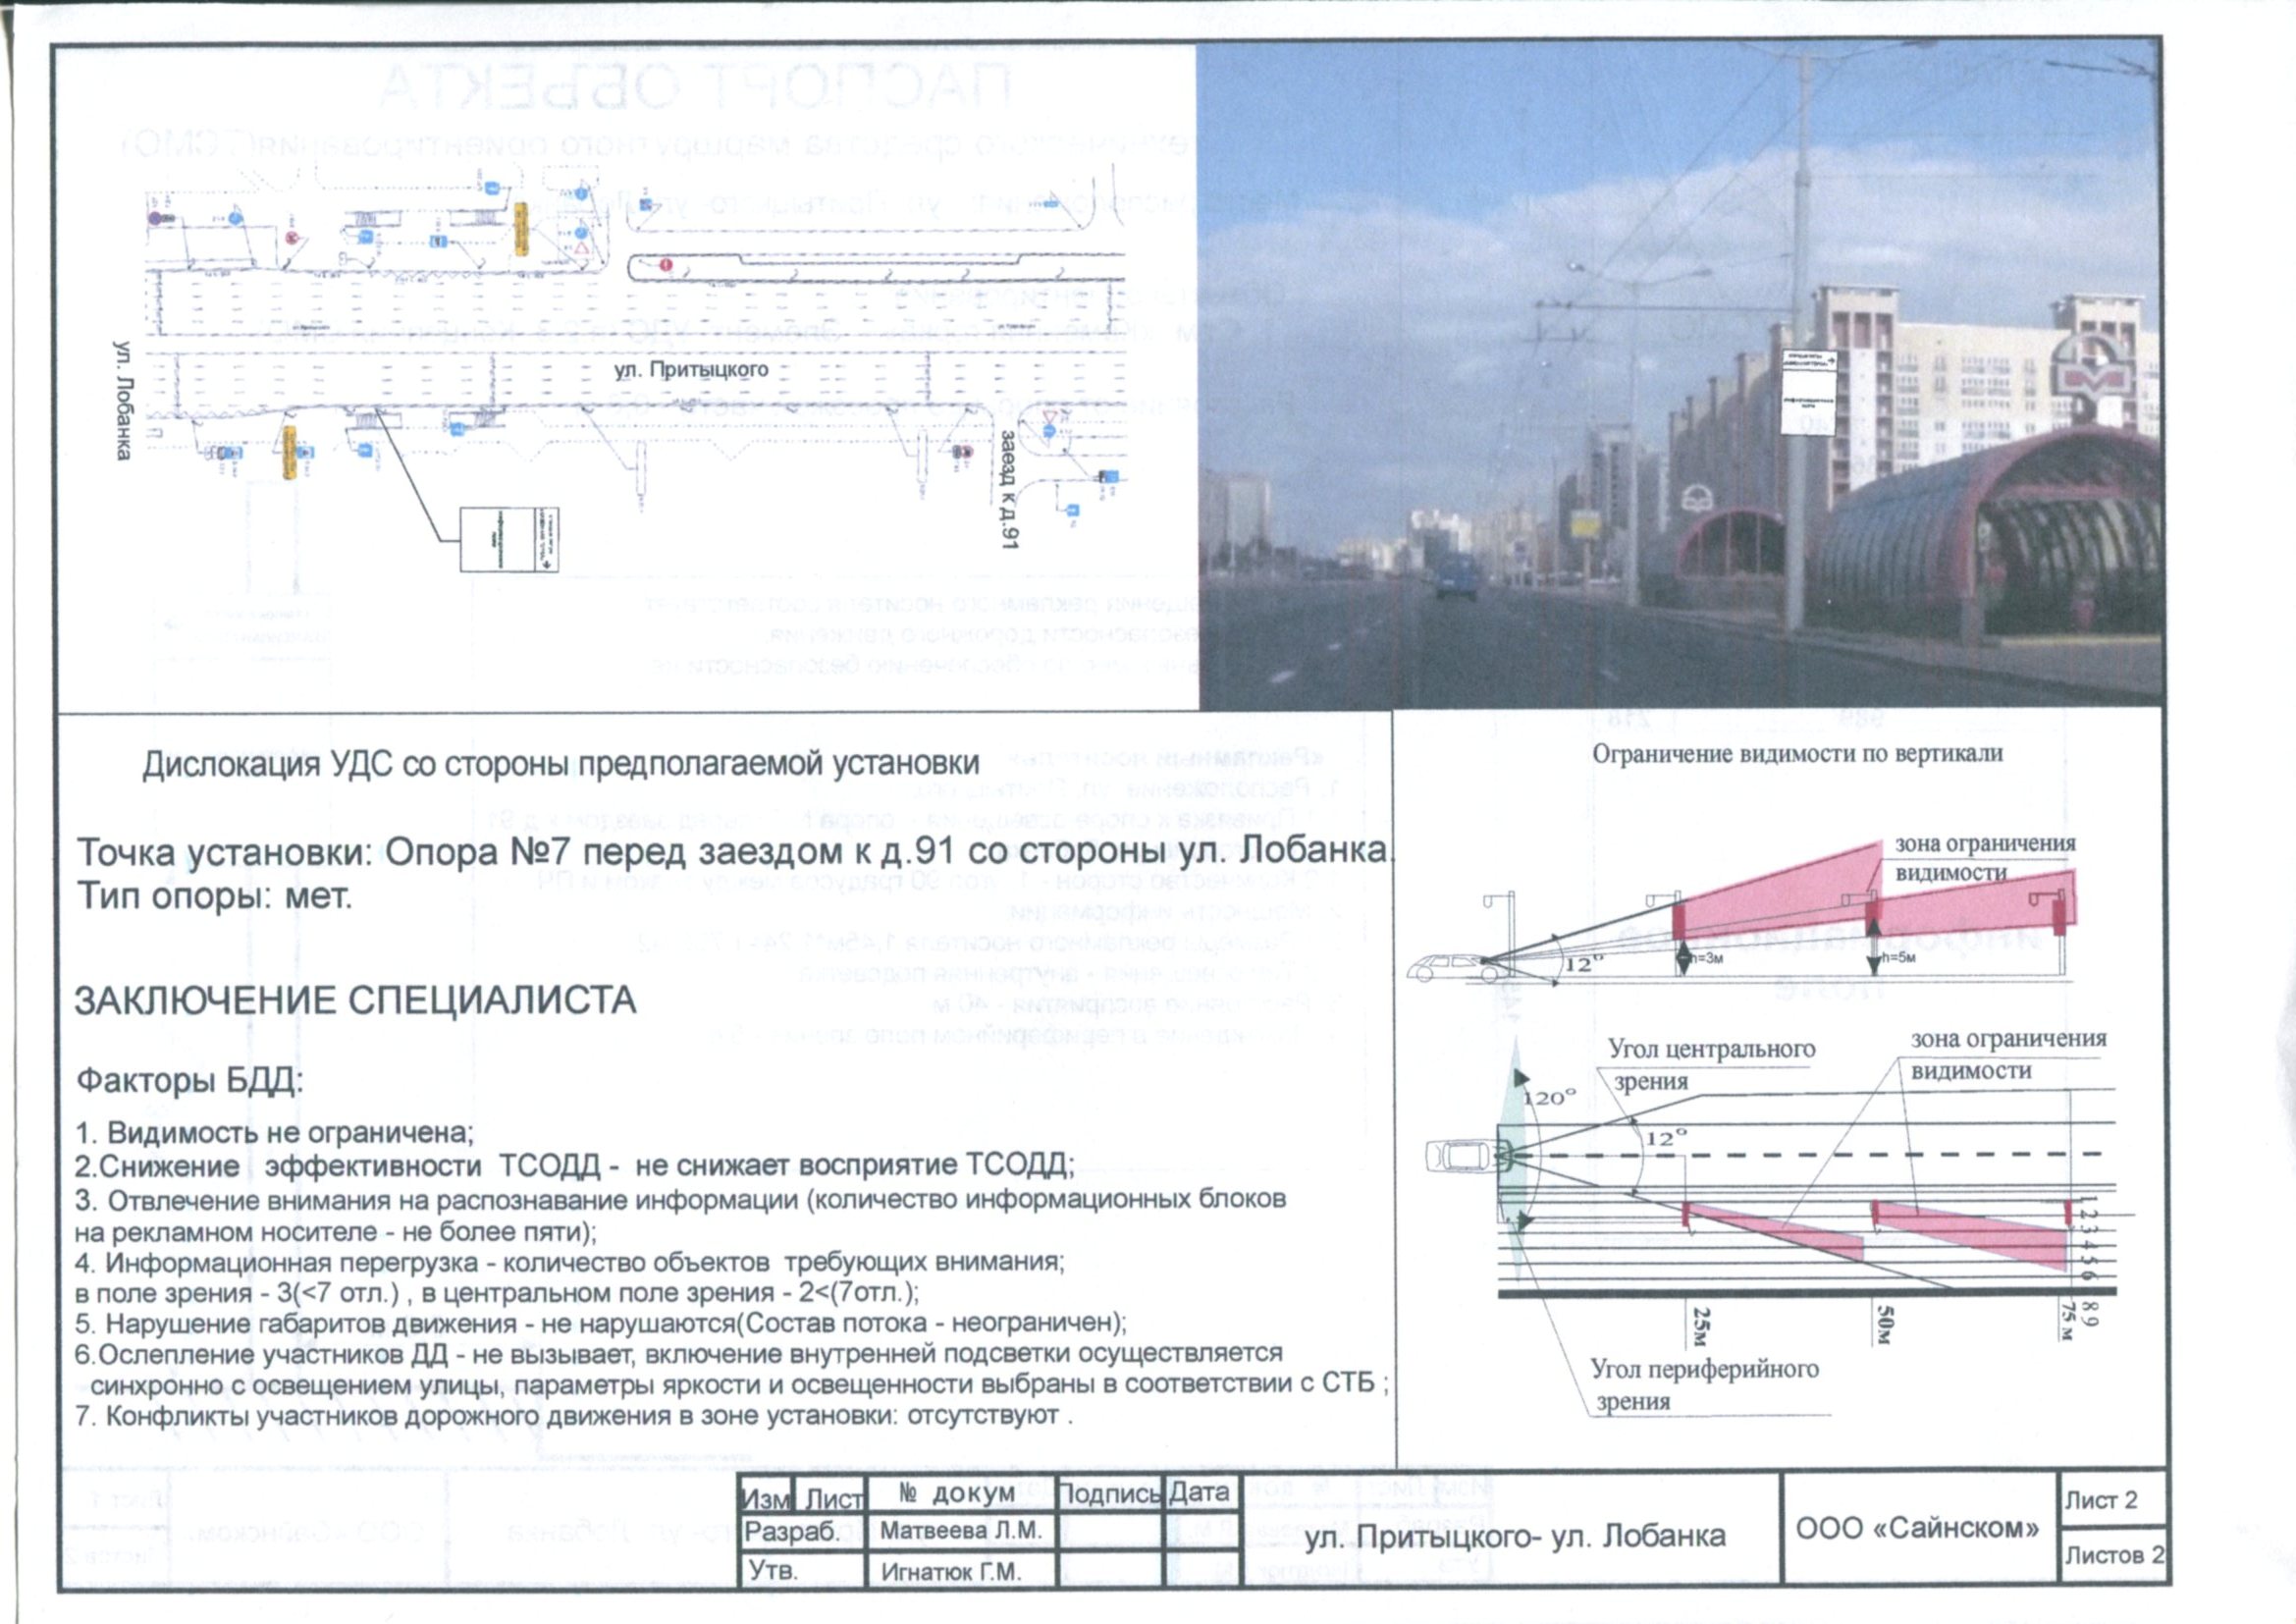 ул. Лобанка
ул. Притыцкого
заезд к д.91
Дислокация УДС со стороны предполагаемой установки
Точка установки: Опора №7 перед заездом к д.91 со стороны ул. Лобанка.
Тип опоры: мет.
ЗАКЛЮЧЕНИЕ СПЕЦИАЛИСТА
Факторы БДД:
1. Видимость не ограничена;
2.Снижение эффективности ТСОДД - не снижает восприятие ТСОДД;
3. Отвлечение внимания на распознавание информации (количество информационных блоков
на рекламном носителе - не более пяти);
4. Информационная перегрузка - количество объектов требующих внимания;
в поле зрения - 3(<7 отл.) , в центральном поле зрения - 2<(7отл.);
5. Нарушение габаритов движения - не нарушаются(Состав потока - неограничен);
6.Ослепление участников ДД - не вызывает, включение внутренней подсветки осуществляется
синхронно с освещением улицы, параметры яркости и освещенности выбраны в соответствии с СТБ ;
7. Конфликты участников дорожного движения в зоне установки: отсутствуют .
Ограничение видимости по вертикали
зона ограничения
видимости
12°
h=3м
h=5м
Угол центрального
зрения
зона ограничения
видимости
120°
12°
1 2 3 4 5 6
8 9
25м
50м
75 м
Угол периферийного
зрения
Изм Лист № докум Подпись Дата
Разраб. Матвеева Л.М.
Утв. Игнатюк Г.М.
ул. Притыцкого- ул. Лобанка
ООО «Сайнском»
Лист 2
Листов 2